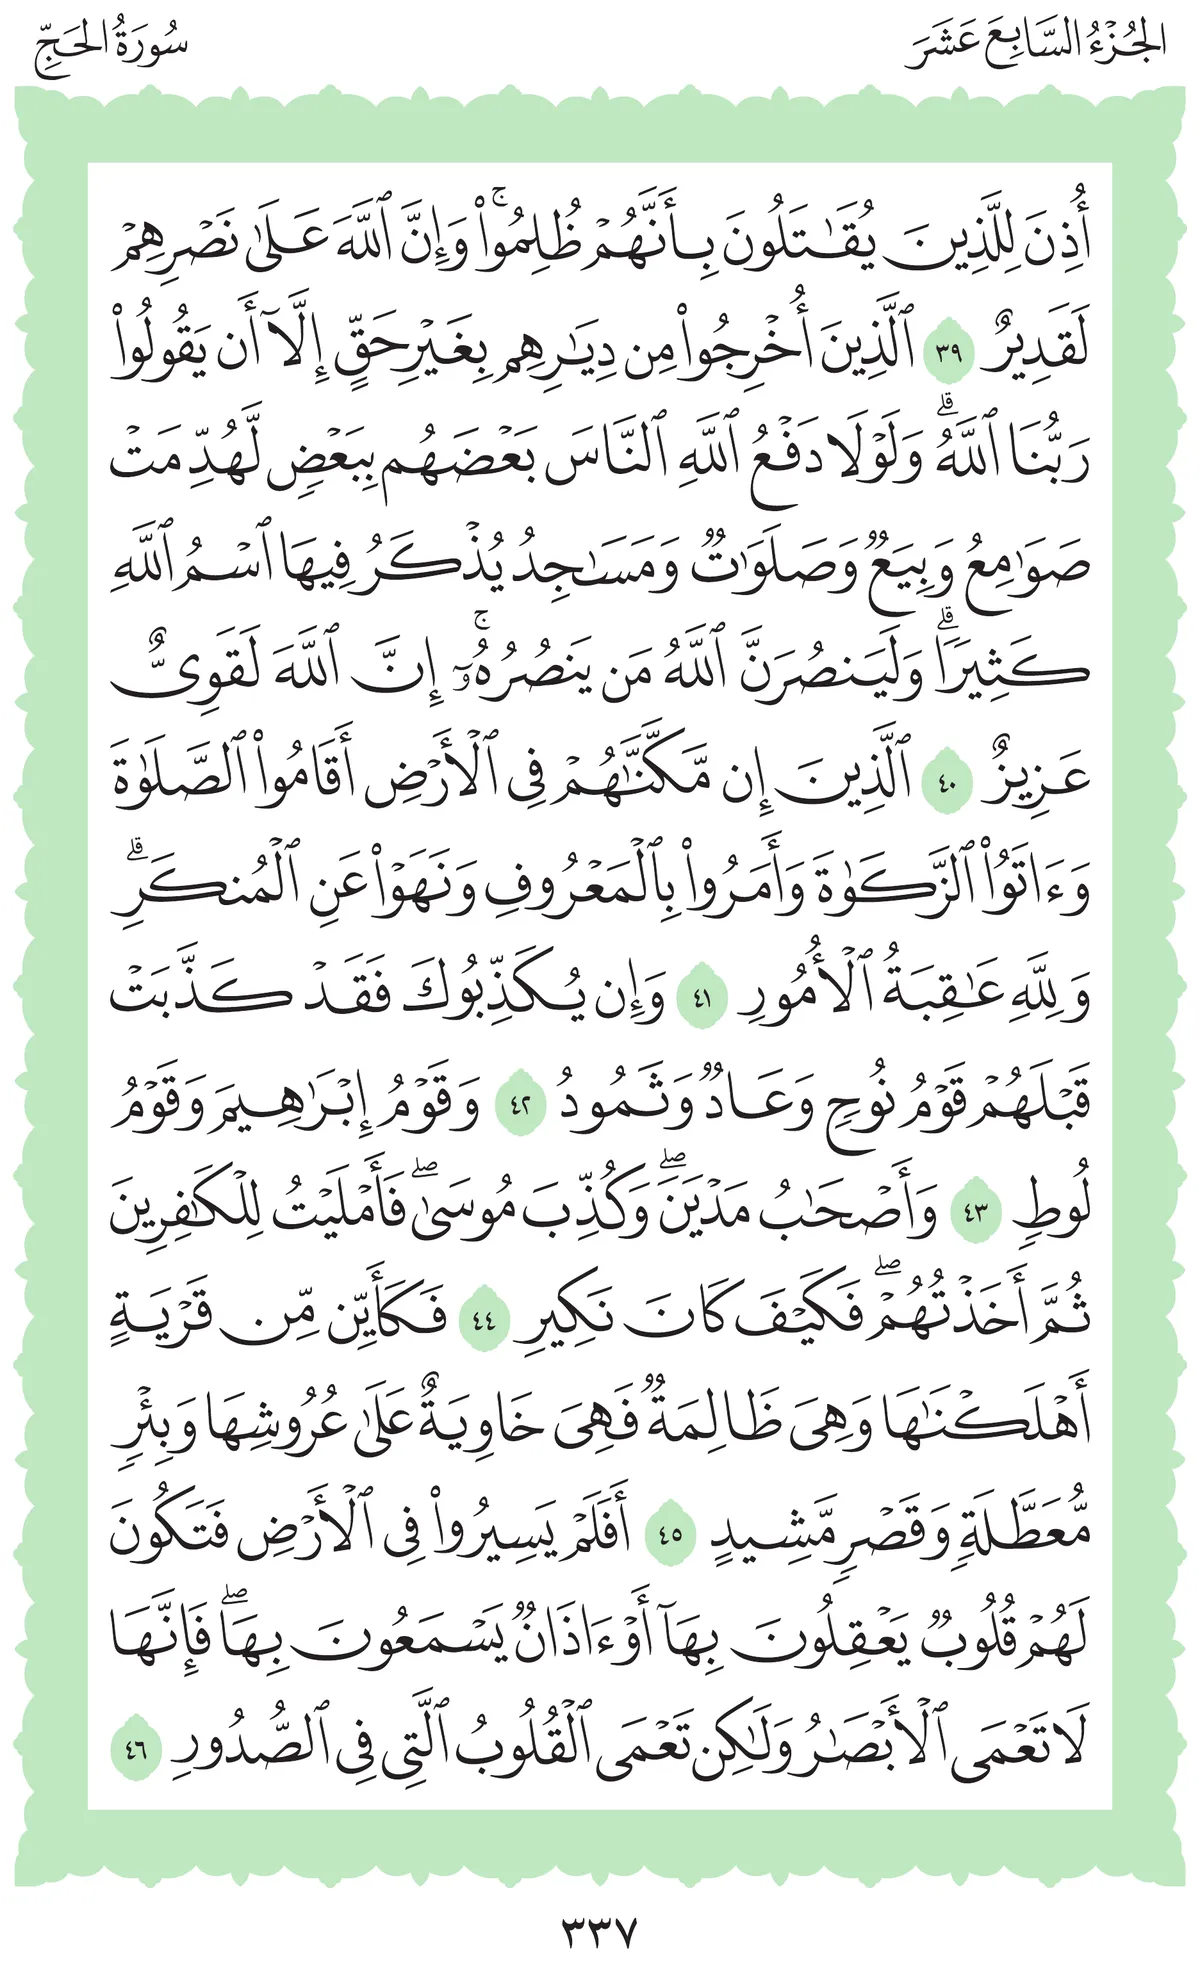 الجُزْءُ السَّابِعَ عَشَرَ
سُورَةُ الحَجِّ
أُذِنَ لِلَّذِينَ يُقَٰتَلُونَ بِأَنَّهُمۡ ظُلِمُواْۚ وَإِنَّ ٱللَّهَ عَلَىٰ نَصۡرِهِمۡ
لَقَدِيرٌ ٣٩ ٱلَّذِينَ أُخۡرِجُواْ مِن دِيَٰرِهِم بِغَيۡرِ حَقٍّ إِلَّآ أَن يَقُولُواْ
رَبُّنَا ٱللَّهُۗ وَلَوۡلَا دَفۡعُ ٱللَّهِ ٱلنَّاسَ بَعۡضَهُم بِبَعۡضٖ لَّهُدِّمَتۡ
صَوَٰمِعُ وَبِيَعٞ وَصَلَوَٰتٞ وَمَسَٰجِدُ يُذۡكَرُ فِيهَا ٱسۡمُ ٱللَّهِ
كَثِيرٗاۗ وَلَيَنصُرَنَّ ٱللَّهُ مَن يَنصُرُهُۥٓۚ إِنَّ ٱللَّهَ لَقَوِيٌّ
عَزِيزٌ ٤٠ ٱلَّذِينَ إِن مَّكَّنَّٰهُمۡ فِي ٱلۡأَرۡضِ أَقَامُواْ ٱلصَّلَوٰةَ
وَءَاتَوُاْ ٱلزَّكَوٰةَ وَأَمَرُواْ بِٱلۡمَعۡرُوفِ وَنَهَوۡاْ عَنِ ٱلۡمُنكَرِۗ
وَلِلَّهِ عَٰقِبَةُ ٱلۡأُمُورِ ٤١ وَإِن يُكَذِّبُوكَ فَقَدۡ كَذَّبَتۡ
قَبۡلَهُمۡ قَوۡمُ نُوحٖ وَعَادٞ وَثَمُودُ ٤٢ وَقَوۡمُ إِبۡرَٰهِيمَ وَقَوۡمُ
لُوطٖ ٤٣ وَأَصۡحَٰبُ مَدۡيَنَۖ وَكُذِّبَ مُوسَىٰۖ فَأَمۡلَيۡتُ لِلۡكَٰفِرِينَ
ثُمَّ أَخَذۡتُهُمۡۖ فَكَيۡفَ كَانَ نَكِيرِ ٤٤ فَكَأَيِّن مِّن قَرۡيَةٍ
أَهۡلَكۡنَٰهَا وَهِيَ ظَالِمَةٞ فَهِيَ خَاوِيَةٌ عَلَىٰ عُرُوشِهَا وَبِئۡرٖ
مُّعَطَّلَةٖ وَقَصۡرٖ مَّشِيدٍ ٤٥ أَفَلَمۡ يَسِيرُواْ فِي ٱلۡأَرۡضِ فَتَكُونَ
لَهُمۡ قُلُوبٞ يَعۡقِلُونَ بِهَآ أَوۡ ءَاذَانٞ يَسۡمَعُونَ بِهَاۖ فَإِنَّهَا
لَا تَعۡمَى ٱلۡأَبۡصَٰرُ وَلَٰكِن تَعۡمَى ٱلۡقُلُوبُ ٱلَّتِي فِي ٱلصُّدُورِ ٤٦
٣٣٧